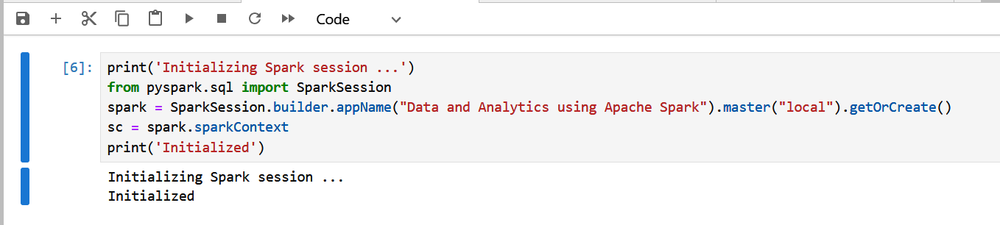 Code
[6]:
print('Initializing Spark session ...')
from pyspark.sql import SparkSession
spark = SparkSession.builder.appName("Data and Analytics using Apache Spark").master("local").getOrCreate()
sc = spark.sparkContext
print('Initialized')
Initializing Spark session ...
Initialized